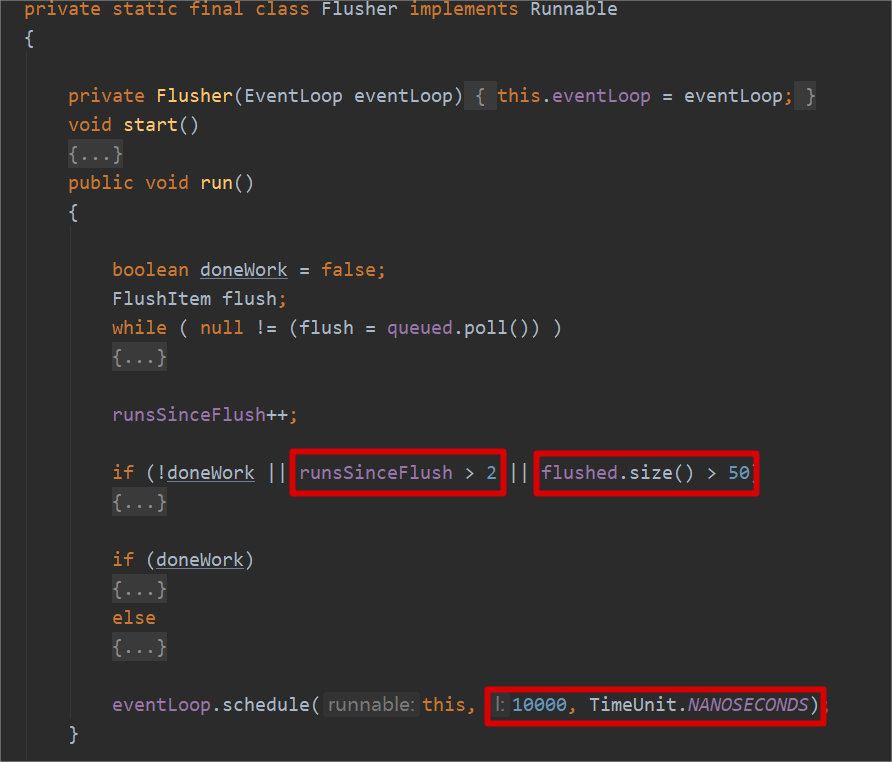 private static final class Flusher implements Runnable
{
private Flusher(EventLoop eventLoop) { this.eventLoop = eventLoop; }
void start()
{...}
public void run()
{
boolean doneWork = false;
FlushItem flush;
while ( null != (flush = queued.poll()) )
{...}
runsSinceFlush++;
if (!doneWork || runsSinceFlush > 2 || flushed.size() > 50)
{...}
if (doneWork)
{...}
else
{...}
eventLoop.schedule( runnable: this, l: 10000, TimeUnit.NANOSECONDS);
}